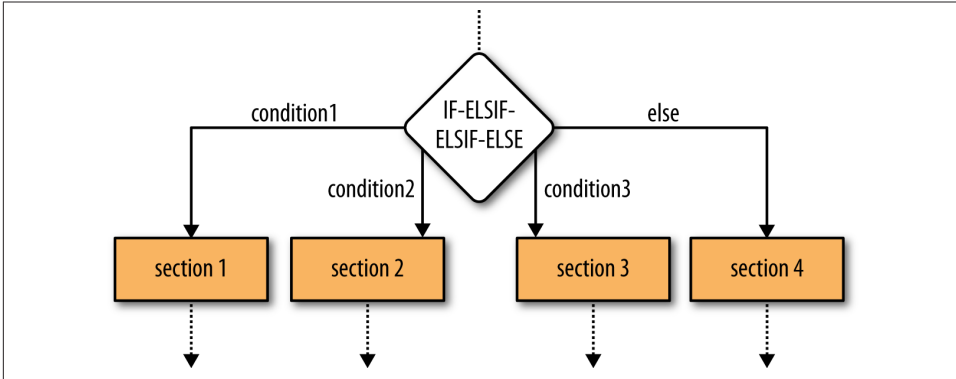 IF-ELSIF-
ELSIF-ELSE
condition1
else
condition2
condition3
section 1
section 2
section 3
section 4